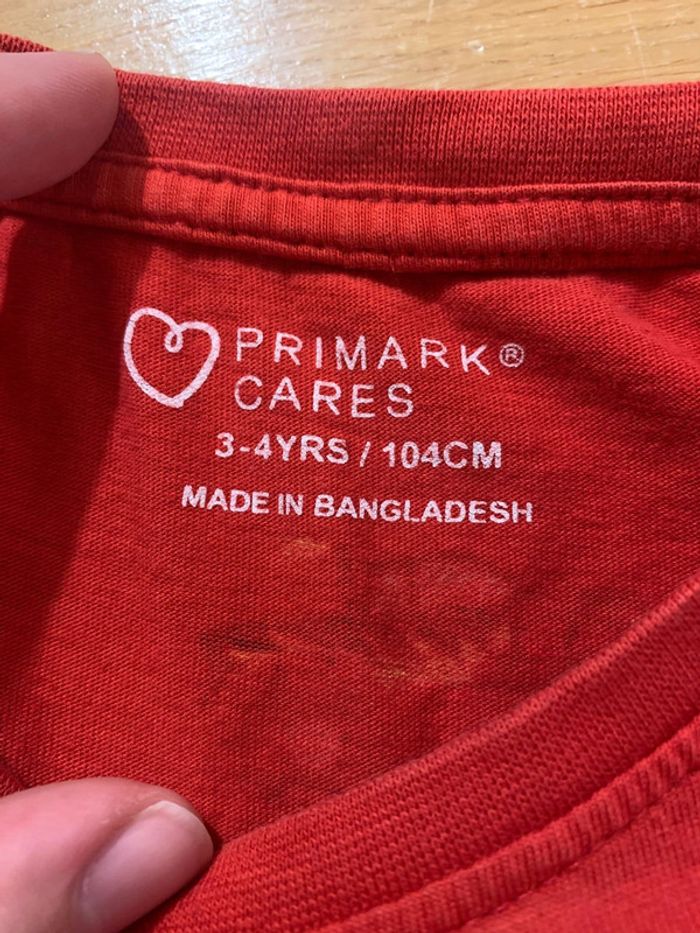 PRIMARK®
CARES
3-4YRS / 104CM
MADE IN BANGLADESH